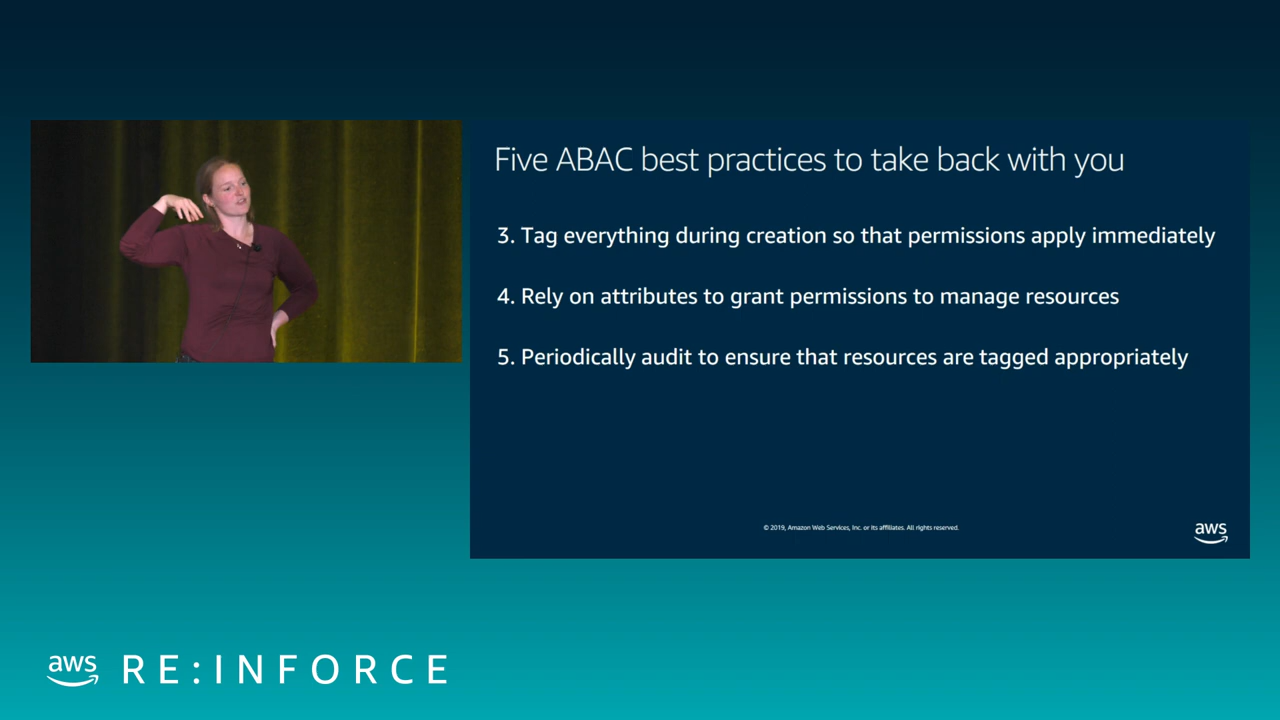 Five ABAC best practices to take back with you
3. Tag everything during creation so that permissions apply immediately
4. Rely on attributes to grant permissions to manage resources
5. Periodically audit to ensure that resources are tagged appropriately
© 2019, Amazon Web Services, Inc. or its affiliates. All rights reserved.
aws
aws RE:INFORCE